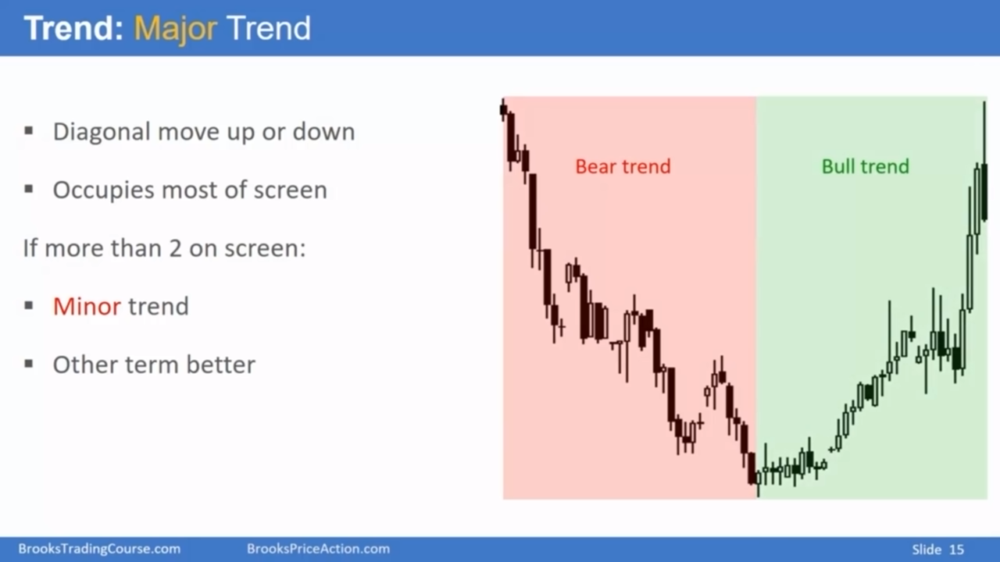 Trend: Major Trend
▪ Diagonal move up or down
▪ Occupies most of screen
If more than 2 on screen:
▪ Minor trend
▪ Other term better
Bear trend
Bull trend
BrooksTradingCourse.com
BrooksPriceAction.com
Slide 15